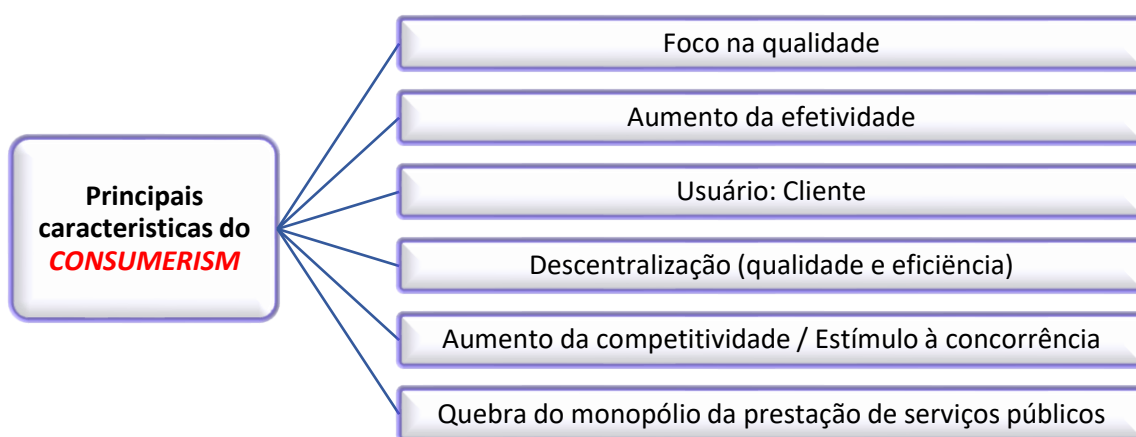 Principais
caracteristicas do
CONSUMERISM
Foco na qualidade
Aumento da efetividade
Usuário: Cliente
Descentralização (qualidade e eficiëncia)
Aumento da competitividade / Estímulo à concorrência
Quebra do monopólio da prestação de serviços públicos